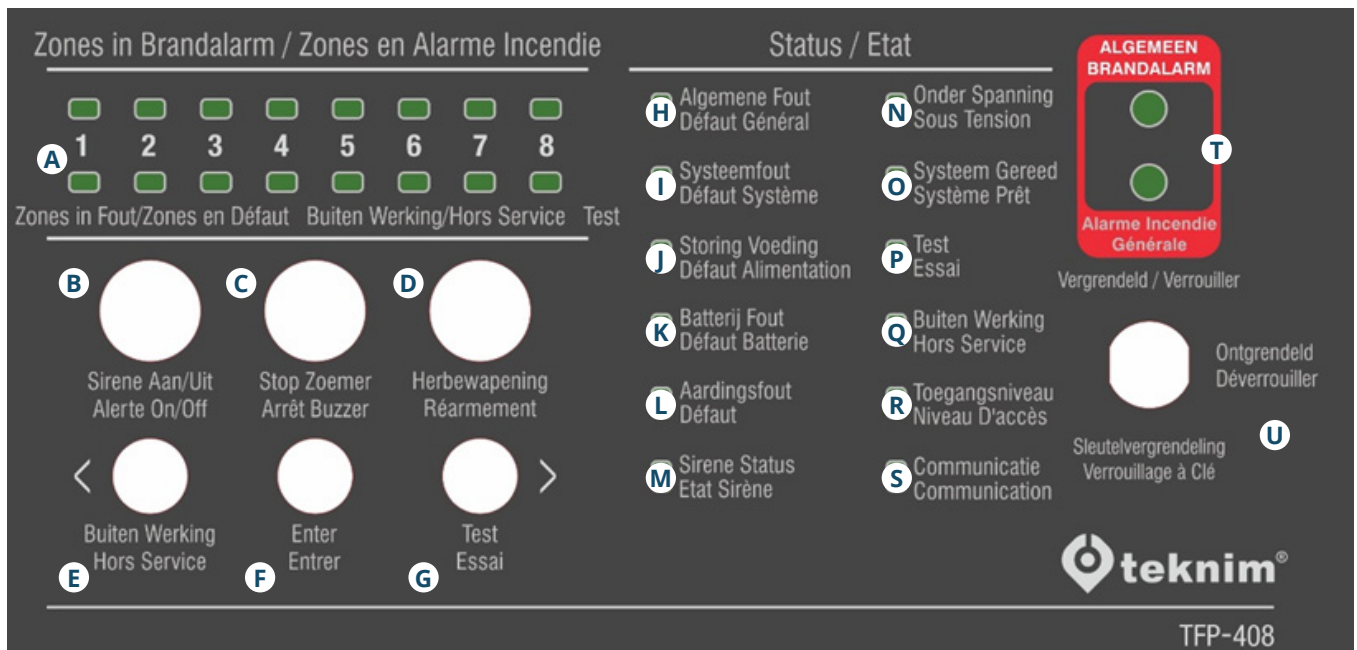 Zones in Brandalarm / Zones en Alarme Incendie
1 2 3 4 5 6 7 8
A
Zones in Fout/Zones en Défaut Buiten Werking/Hors Service Test
B
Sirene Aan/Uit
Alerte On/Off
C
Stop Zoemer
Arrêt Buzzer
D
Herbewapening
Réarmement
<
Buiten Werking
Hors Service
E
Enter
Entrer
F
>
Test
Essai
G
Status / Etat
H
Algemene Fout
Défaut Général
I
Systeemfout
Défaut Système
J
Storing Voeding
Défaut Alimentation
K
Batterij Fout
Défaut Batterie
L
Aardingsfout
Défaut
M
Sirene Status
Etat Sirène
N
Onder Spanning
Sous Tension
O
Systeem Gereed
Système Prêt
P
Test
Essai
Q
Buiten Werking
Hors Service
R
Toegangsniveau
Niveau D'accès
S
Communicatie
Communication
ALGEMEEN
BRANDALARM
T
Alarme Incendie
Générale
Vergrendeld / Verrouiller
Ontgrendeld
Déverrouiller
U
Sleutelvergrendeling
Verrouillage à Clé
teknim®
TFP-408